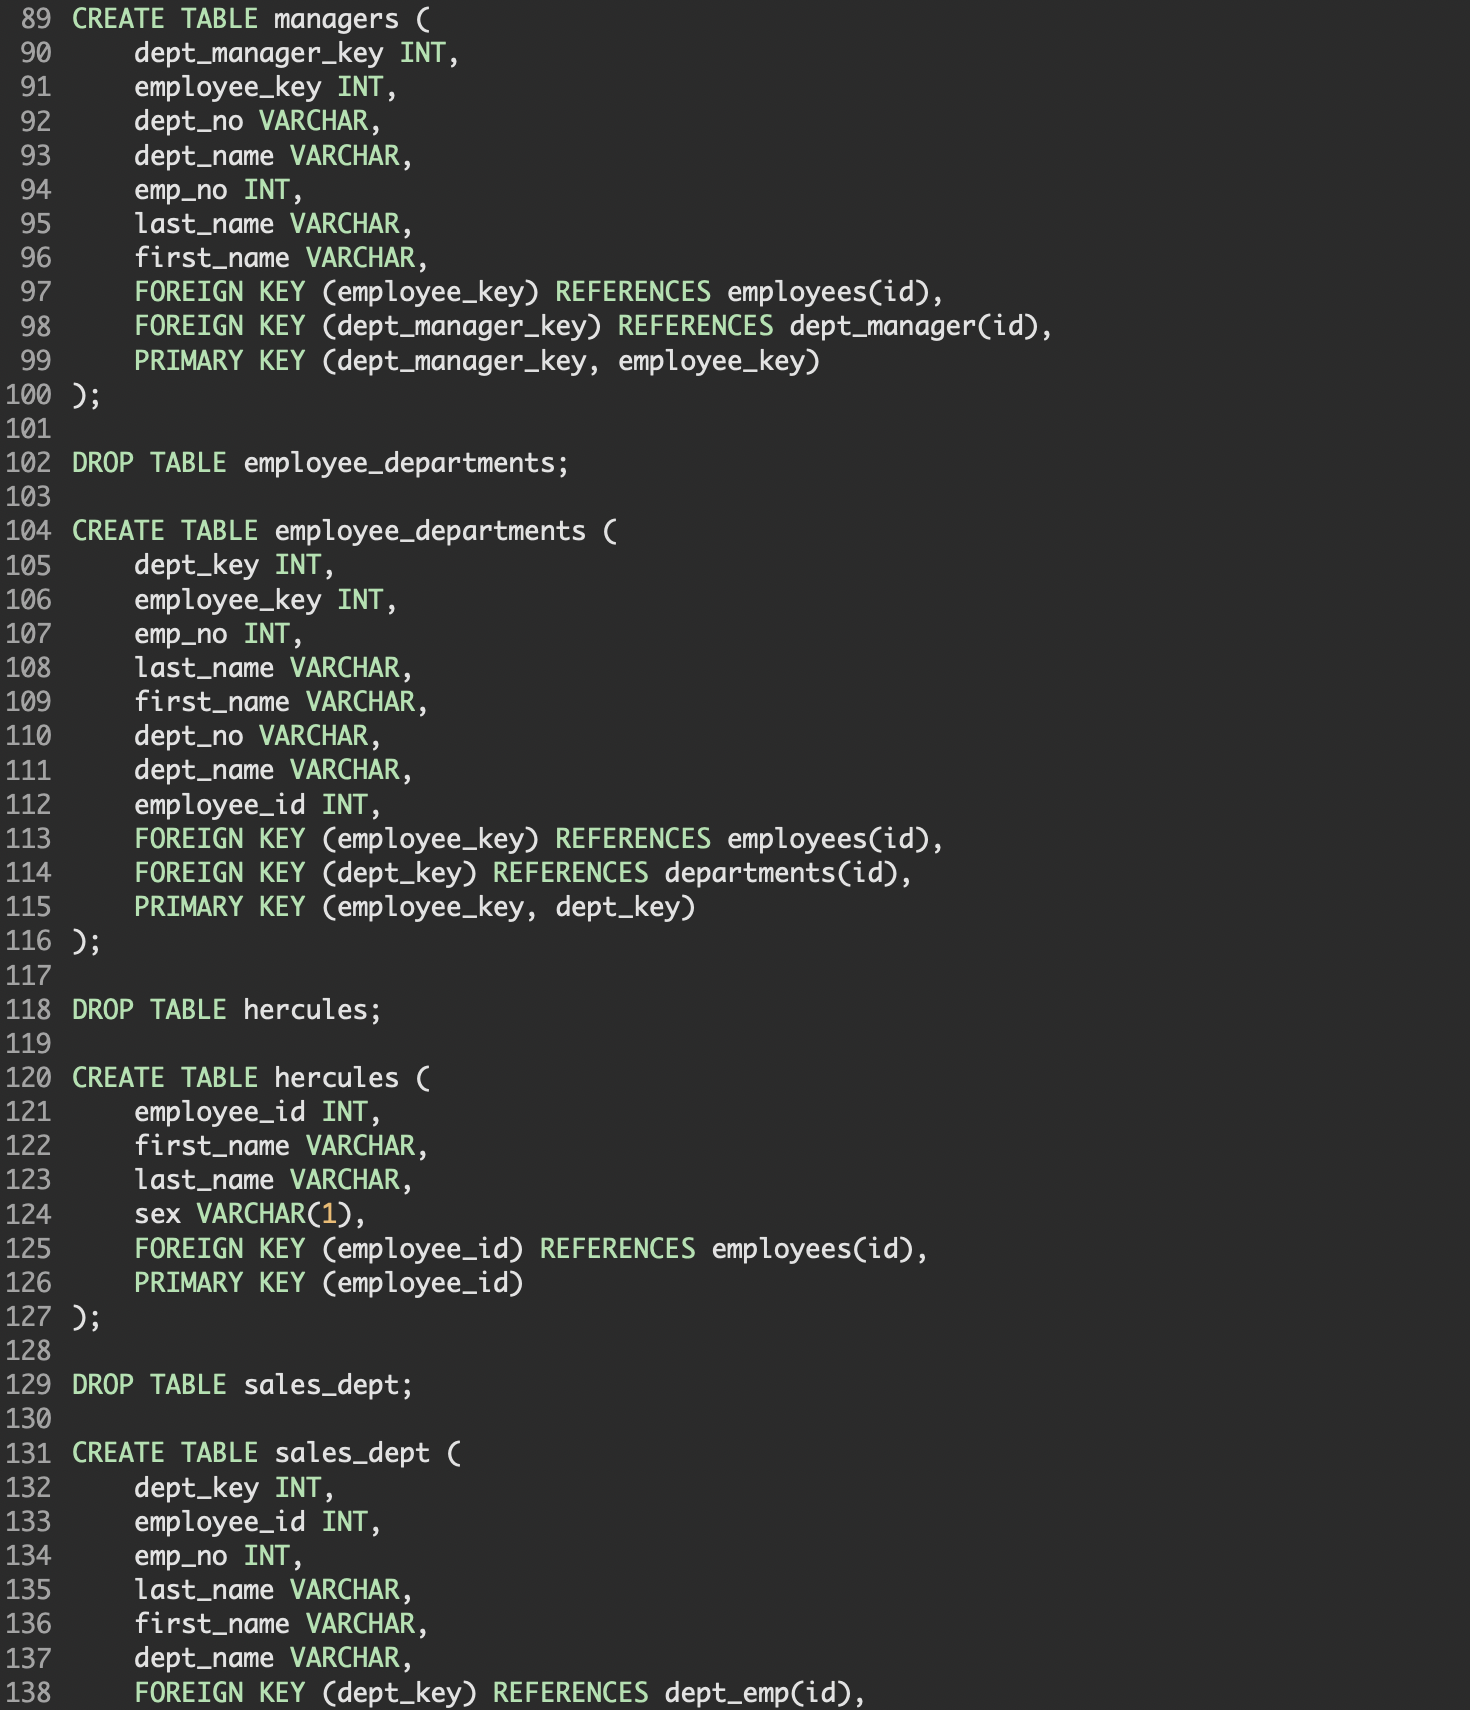 89 CREATE TABLE managers (
90     dept_manager_key INT,
91     employee_key INT,
92     dept_no VARCHAR,
93     dept_name VARCHAR,
94     emp_no INT,
95     last_name VARCHAR,
96     first_name VARCHAR,
97     FOREIGN KEY (employee_key) REFERENCES employees(id),
98     FOREIGN KEY (dept_manager_key) REFERENCES dept_manager(id),
99     PRIMARY KEY (dept_manager_key, employee_key)
100 );
101
102 DROP TABLE employee_departments;
103
104 CREATE TABLE employee_departments (
105     dept_key INT,
106     employee_key INT,
107     emp_no INT,
108     last_name VARCHAR,
109     first_name VARCHAR,
110     dept_no VARCHAR,
111     dept_name VARCHAR,
112     employee_id INT,
113     FOREIGN KEY (employee_key) REFERENCES employees(id),
114     FOREIGN KEY (dept_key) REFERENCES departments(id),
115     PRIMARY KEY (employee_key, dept_key)
116 );
117
118 DROP TABLE hercules;
119
120 CREATE TABLE hercules (
121     employee_id INT,
122     first_name VARCHAR,
123     last_name VARCHAR,
124     sex VARCHAR(1),
125     FOREIGN KEY (employee_id) REFERENCES employees(id),
126     PRIMARY KEY (employee_id)
127 );
128
129 DROP TABLE sales_dept;
130
131 CREATE TABLE sales_dept (
132     dept_key INT,
133     employee_id INT,
134     emp_no INT,
135     last_name VARCHAR,
136     first_name VARCHAR,
137     dept_name VARCHAR,
138     FOREIGN KEY (dept_key) REFERENCES dept_emp(id),